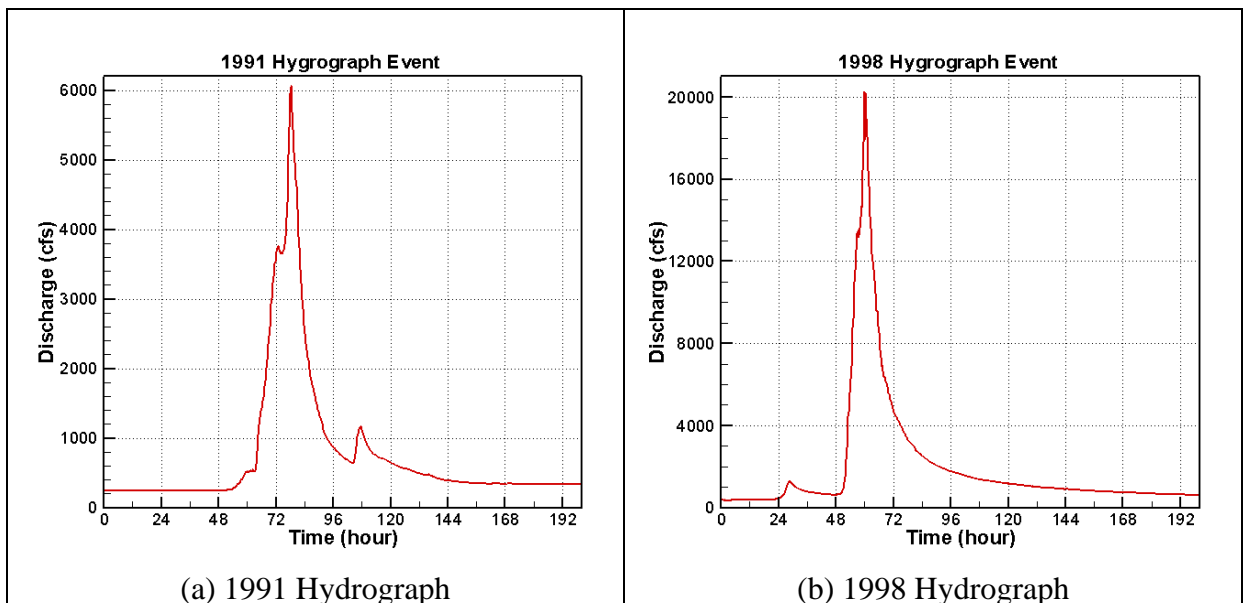 1991 Hygrograph Event
6000
5000
4000
3000
2000
1000
0
Discharge (cfs)
0 24 48 72 96 120 144 168 192
Time (hour)
(a) 1991 Hydrograph
1998 Hygrograph Event
20000
16000
12000
8000
4000
0
Discharge (cfs)
0 24 48 72 96 120 144 168 192
Time (hour)
(b) 1998 Hydrograph